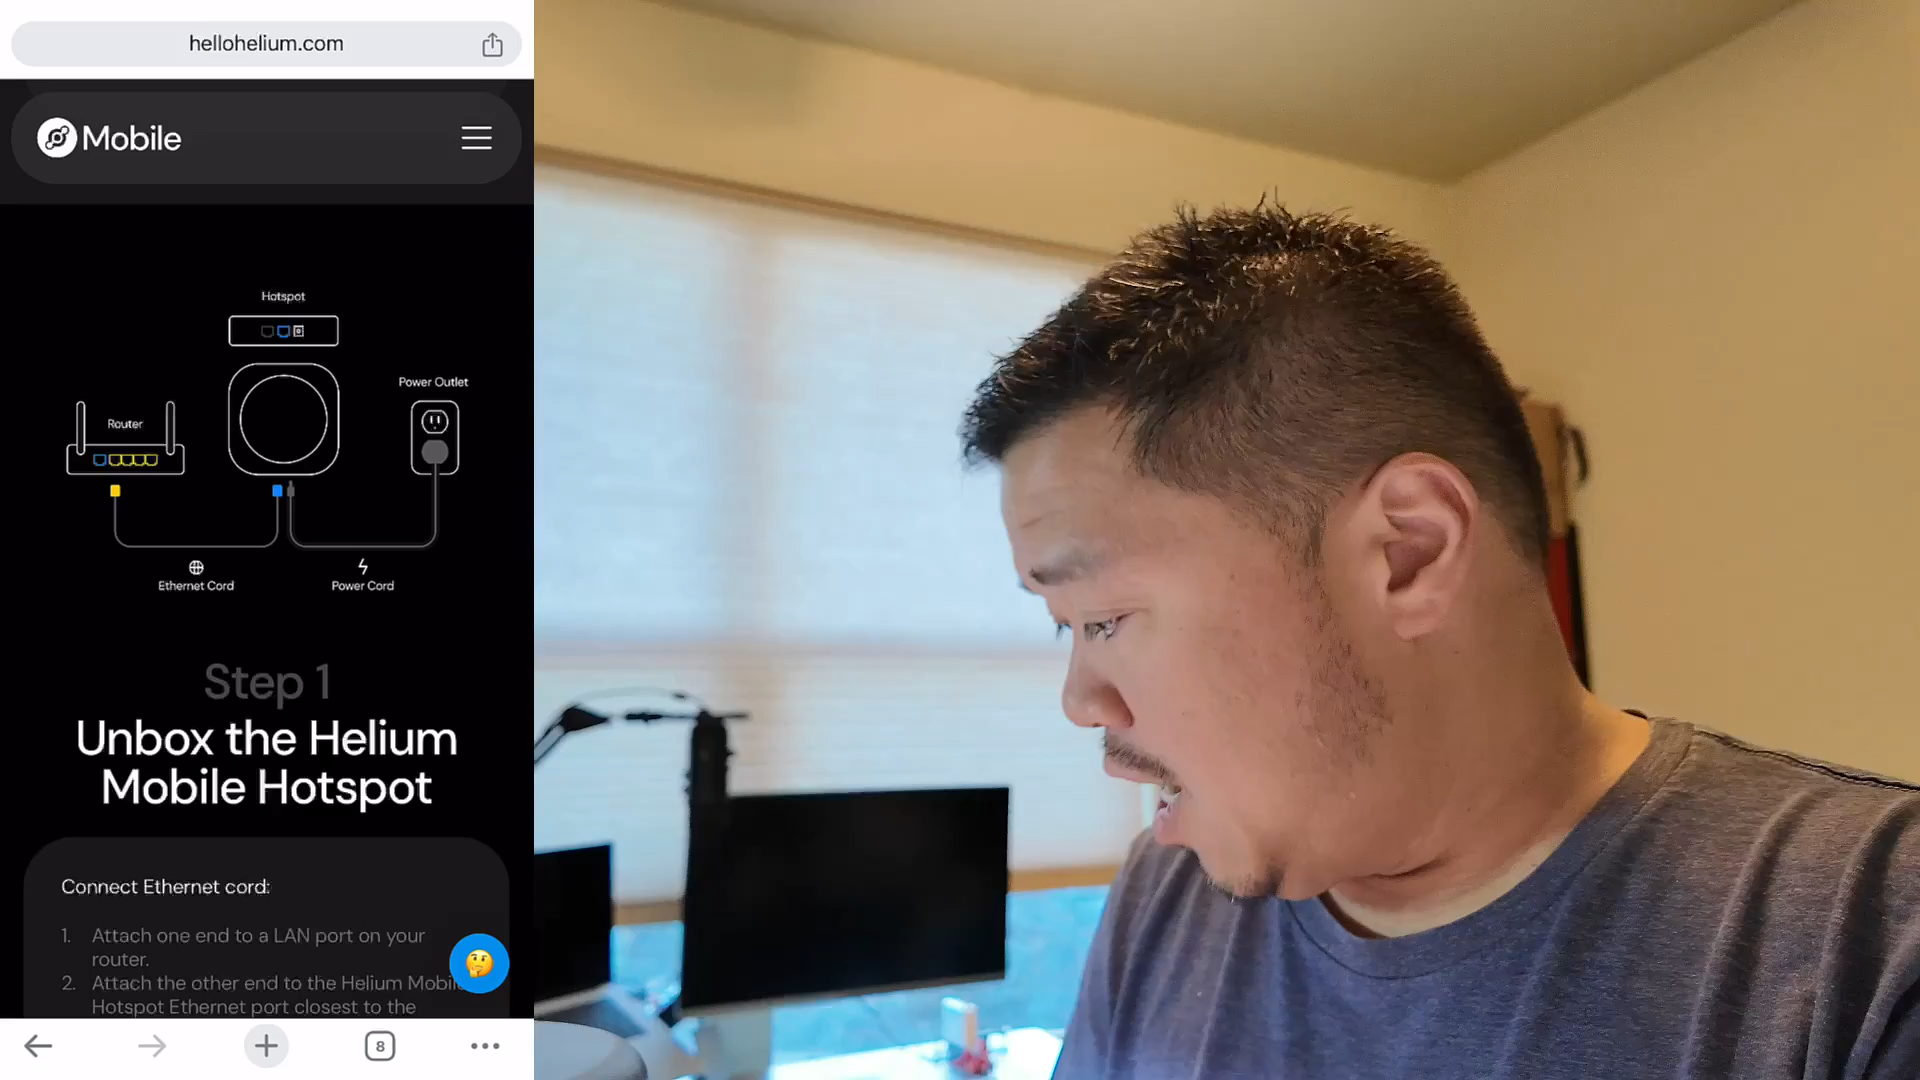 hellohelium.com
Mobile
Hotspot
Power Outlet
Router
Ethernet Cord
Power Cord
Step 1
Unbox the Helium
Mobile Hotspot
Connect Ethernet cord:
1. Attach one end to a LAN port on your
router.
2. Attach the other end to the Helium Mobile
Hotspot Ethernet port closest to the
8